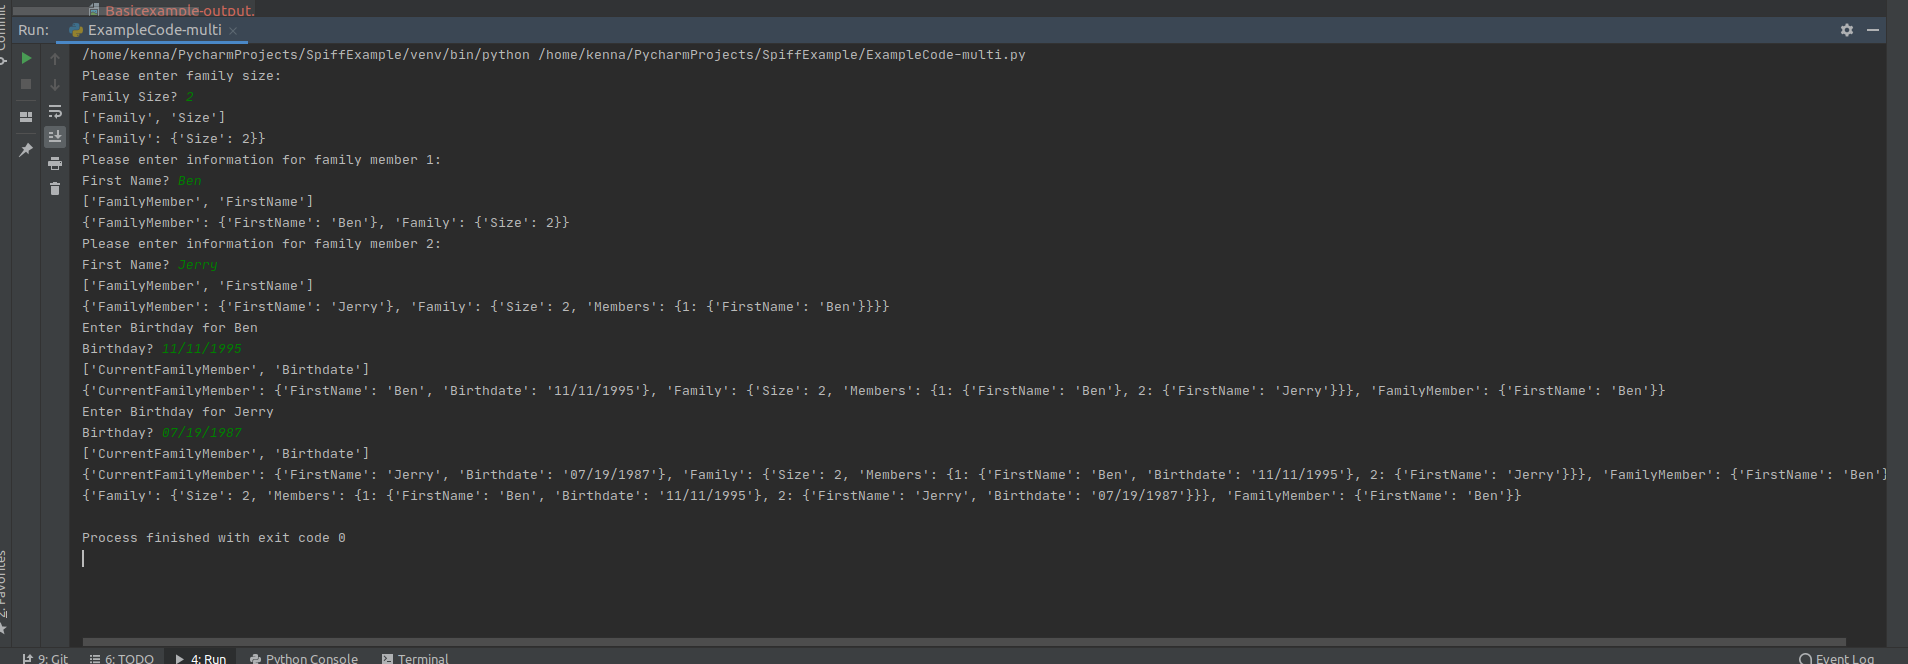 Commit
Basicexample-output.
Run: ExampleCode-multi
/home/kenna/PycharmProjects/SpiffExample/venv/bin/python /home/kenna/PycharmProjects/SpiffExample/ExampleCode-multi.py
Please enter family size:
Family Size? 2
['Family', 'Size']
{'Family': {'Size': 2}}
Please enter information for family member 1:
First Name? Ben
['FamilyMember', 'FirstName']
{'FamilyMember': {'FirstName': 'Ben'}, 'Family': {'Size': 2}}
Please enter information for family member 2:
First Name? Jerry
['FamilyMember', 'FirstName']
{'FamilyMember': {'FirstName': 'Jerry'}, 'Family': {'Size': 2, 'Members': {1: {'FirstName': 'Ben'}}}}
Enter Birthday for Ben
Birthday? 11/11/1995
['CurrentFamilyMember', 'Birthdate']
{'CurrentFamilyMember': {'FirstName': 'Ben', 'Birthdate': '11/11/1995'}, 'Family': {'Size': 2, 'Members': {1: {'FirstName': 'Ben'}, 2: {'FirstName': 'Jerry'}}}, 'FamilyMember': {'FirstName': 'Ben'}}
Enter Birthday for Jerry
Birthday? 07/19/1987
['CurrentFamilyMember', 'Birthdate']
{'CurrentFamilyMember': {'FirstName': 'Jerry', 'Birthdate': '07/19/1987'}, 'Family': {'Size': 2, 'Members': {1: {'FirstName': 'Ben', 'Birthdate': '11/11/1995'}, 2: {'FirstName': 'Jerry'}}}, 'FamilyMember': {'FirstName': 'Ben'}
{'Family': {'Size': 2, 'Members': {1: {'FirstName': 'Ben', 'Birthdate': '11/11/1995'}, 2: {'FirstName': 'Jerry', 'Birthdate': '07/19/1987'}}}, 'FamilyMember': {'FirstName': 'Ben'}}
Process finished with exit code 0
2: Favorites
9: Git 6: TODO 4: Run Python Console Terminal Event Log